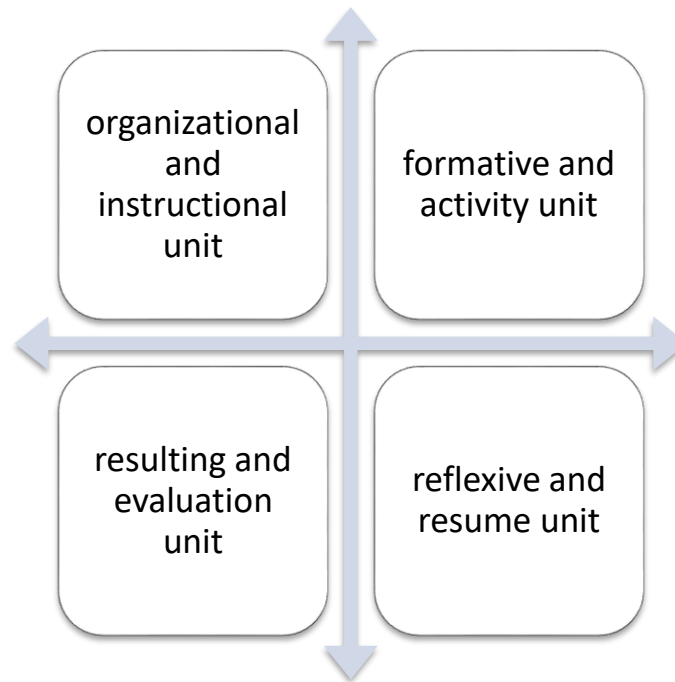 organizational
and
instructional
unit
formative and
activity unit
resulting and
evaluation
unit
reflexive and
resume unit